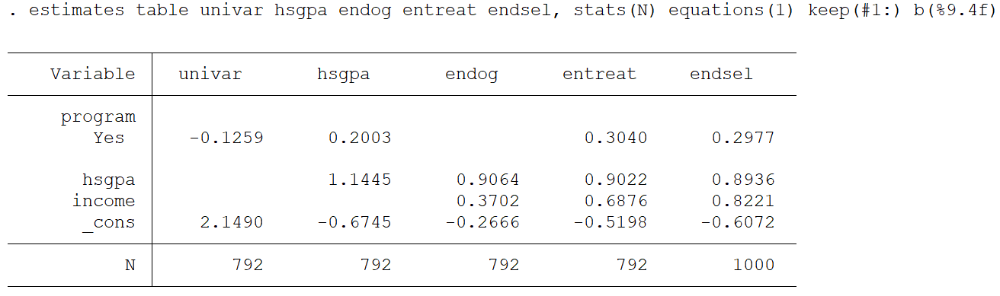 . estimates table univar hsgpa endog entreat endsel, stats(N) equations(1) keep(#1:) b(%9.4f)
Variable univar hsgpa endog entreat endsel
program
Yes -0.1259 0.2003 0.3040 0.2977
hsgpa 1.1445 0.9064 0.9022 0.8936
income 0.3702 0.6876 0.8221
_cons 2.1490 -0.6745 -0.2666 -0.5198 -0.6072
N 792 792 792 792 1000